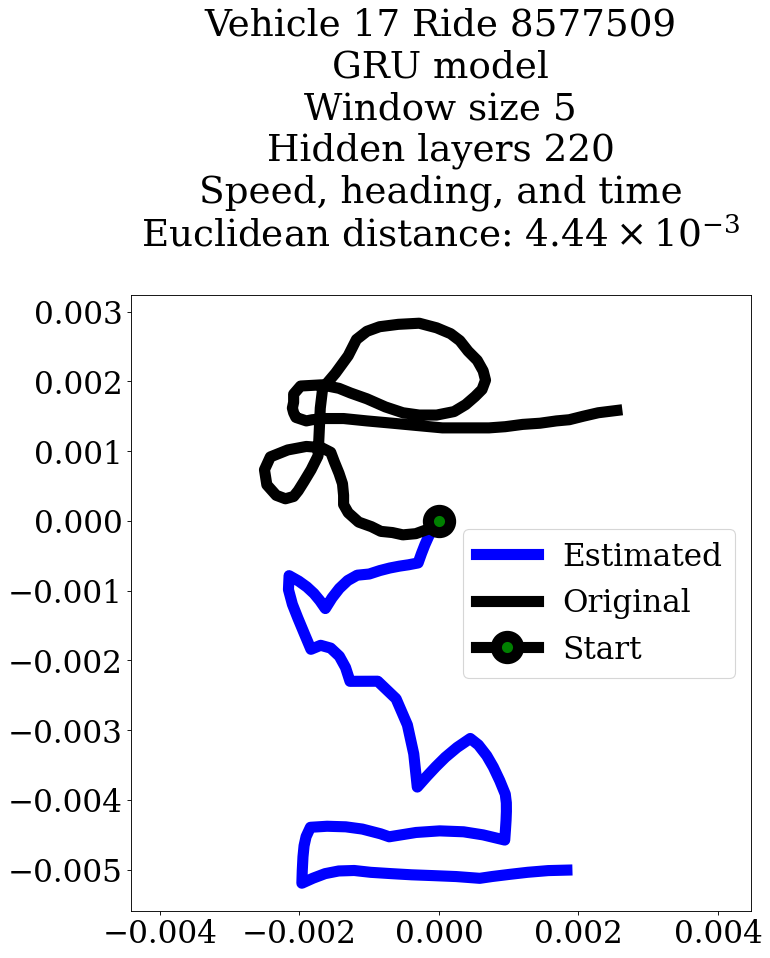 Vehicle 17 Ride 8577509
GRU model
Window size 5
Hidden layers 220
Speed, heading, and time
Euclidean distance: 4.44 × 10⁻³
0.003
0.002
0.001
0.000
−0.001
−0.002
−0.003
−0.004
−0.005
Estimated
Original
Start
−0.004 −0.002 0.000 0.002 0.004